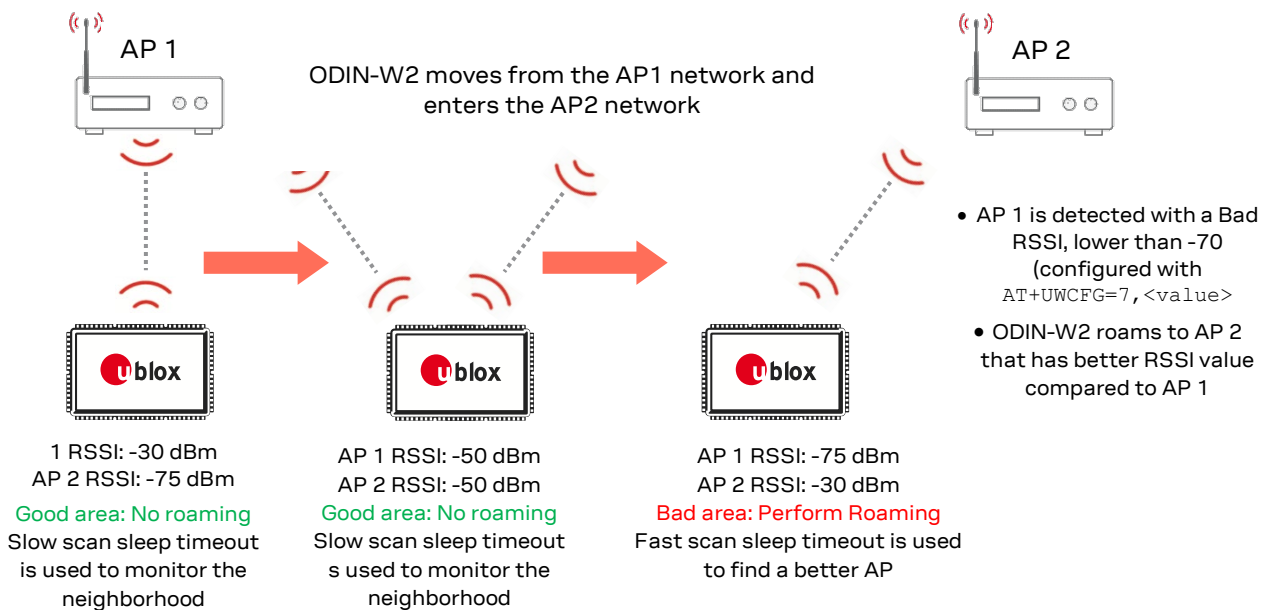 AP 1
AP 2
ODIN-W2 moves from the AP1 network and
enters the AP2 network
• AP 1 is detected with a Bad
RSSI, lower than -70
(configured with
AT+UWCFG=7,<value>
• ODIN-W2 roams to AP 2
that has better RSSI value
compared to AP 1
ublox
ublox
ublox
1 RSSI: -30 dBm
AP 2 RSSI: -75 dBm
Good area: No roaming
Slow scan sleep timeout
is used to monitor the
neighborhood
AP 1 RSSI: -50 dBm
AP 2 RSSI: -50 dBm
Good area: No roaming
Slow scan sleep timeout
s used to monitor the
neighborhood
AP 1 RSSI: -75 dBm
AP 2 RSSI: -30 dBm
Bad area: Perform Roaming
Fast scan sleep timeout is used
to find a better AP